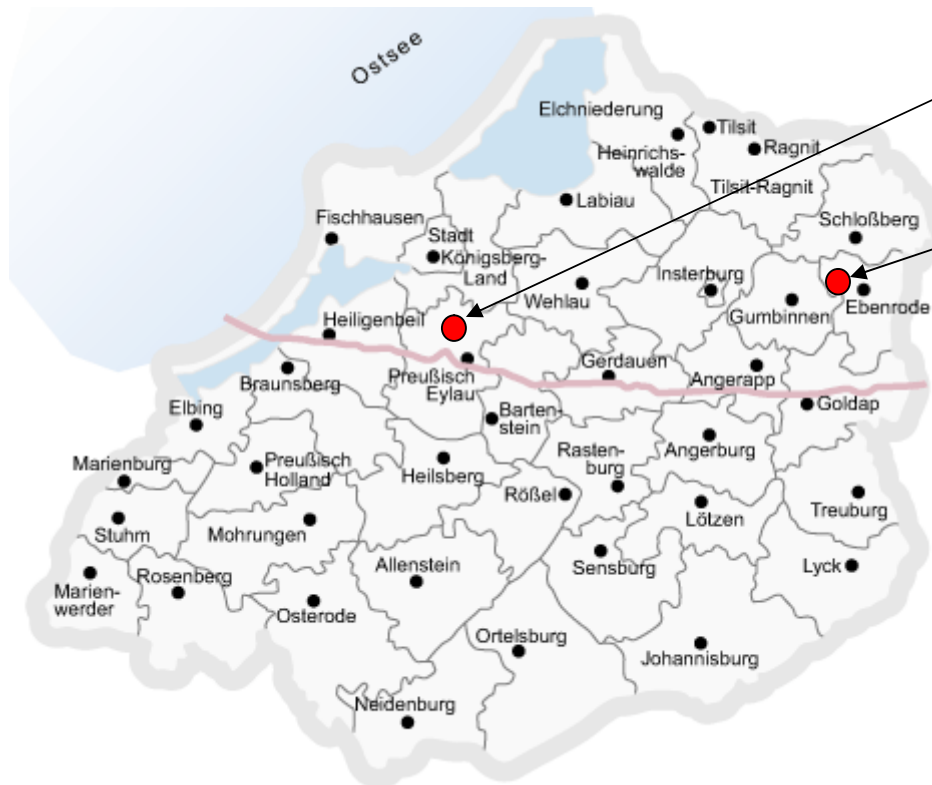 Ostsee
Elchniederung
Tilsit
Heinrichs-
walde
Ragnit
Tilsit-Ragnit
Labiau
Fischhausen
Schloßberg
Stadt
Königsberg-
Land
Insterburg
Wehlau
Gumbinnen
Ebenrode
Heiligenbeil
Gerdauen
Preußisch
Eylau
Angerapp
Braunsberg
Goldap
Elbing
Barten-
stein
Angerburg
Rasten-
burg
Marienburg
Preußisch
Holland
Heilsberg
Rößel
Treuburg
Lötzen
Stuhm
Mohrungen
Allenstein
Sensburg
Lyck
Rosenberg
Marien-
werder
Osterode
Ortelsburg
Johannisburg
Neidenburg